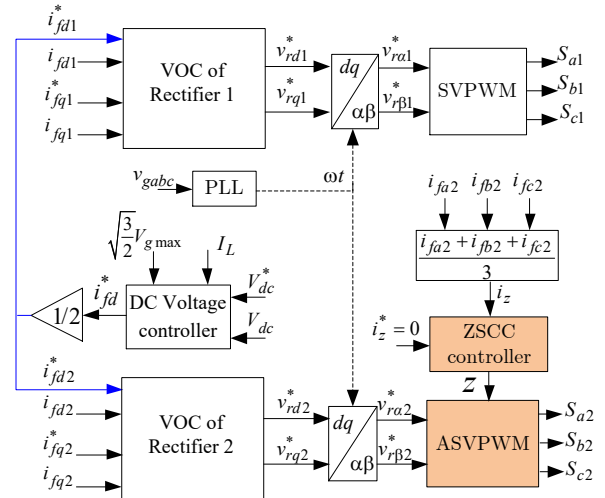 i*fd1
ifd1
i*fq1
ifq1
VOC of
Rectifier 1
v*rd1
v*rq1
dq
αβ
v*rα1
v*rβ1
SVPWM
Sa1
Sb1
Sc1
vgabc
PLL
ωt
√3/2 Vg max
IL
i*fd
1/2
DC Voltage
controller
V*dc
Vdc
ifa2 ifb2 ifc2
ifa2 + ifb2 + ifc2
3
iz
i*z = 0
ZSCC
controller
z
i*fd2
ifd2
i*fq2
ifq2
VOC of
Rectifier 2
v*rd2
v*rq2
dq
αβ
v*rα2
v*rβ2
ASVPWM
Sa2
Sb2
Sc2